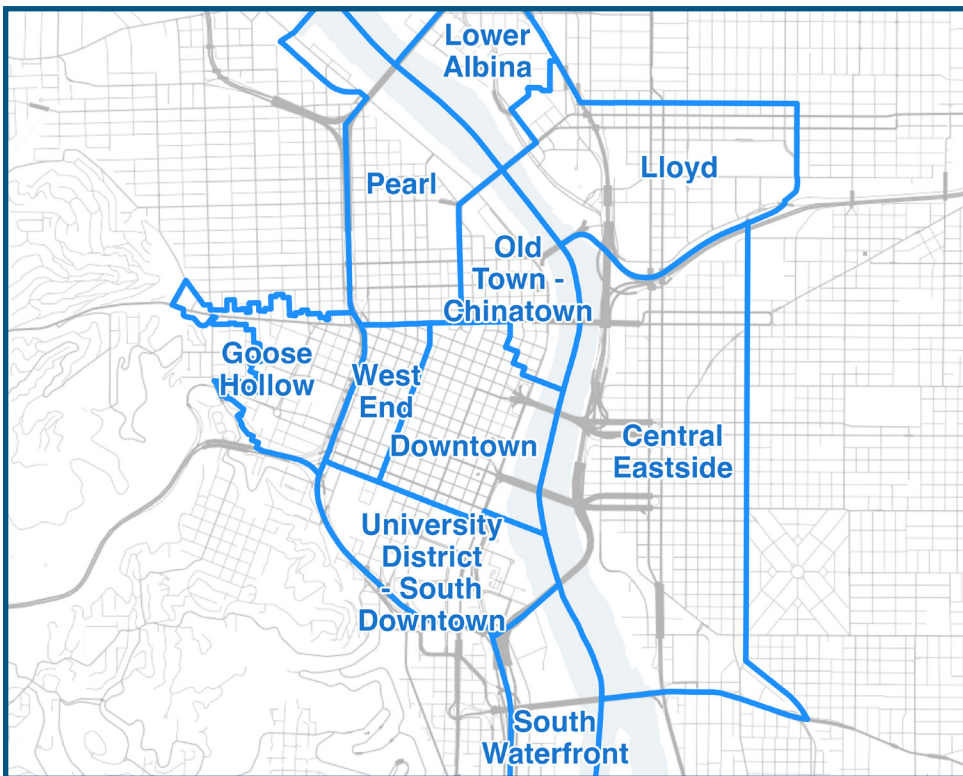 Lower
Albina
Lloyd
Pearl
Old
Town -
Chinatown
Goose
Hollow
West
End
Downtown
Central
Eastside
University
District
- South
Downtown
South
Waterfront